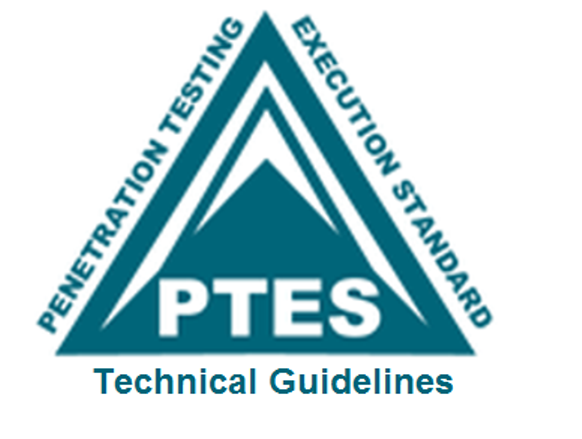 PENETRATION TESTING
EXECUTION STANDARD
PTES
Technical Guidelines